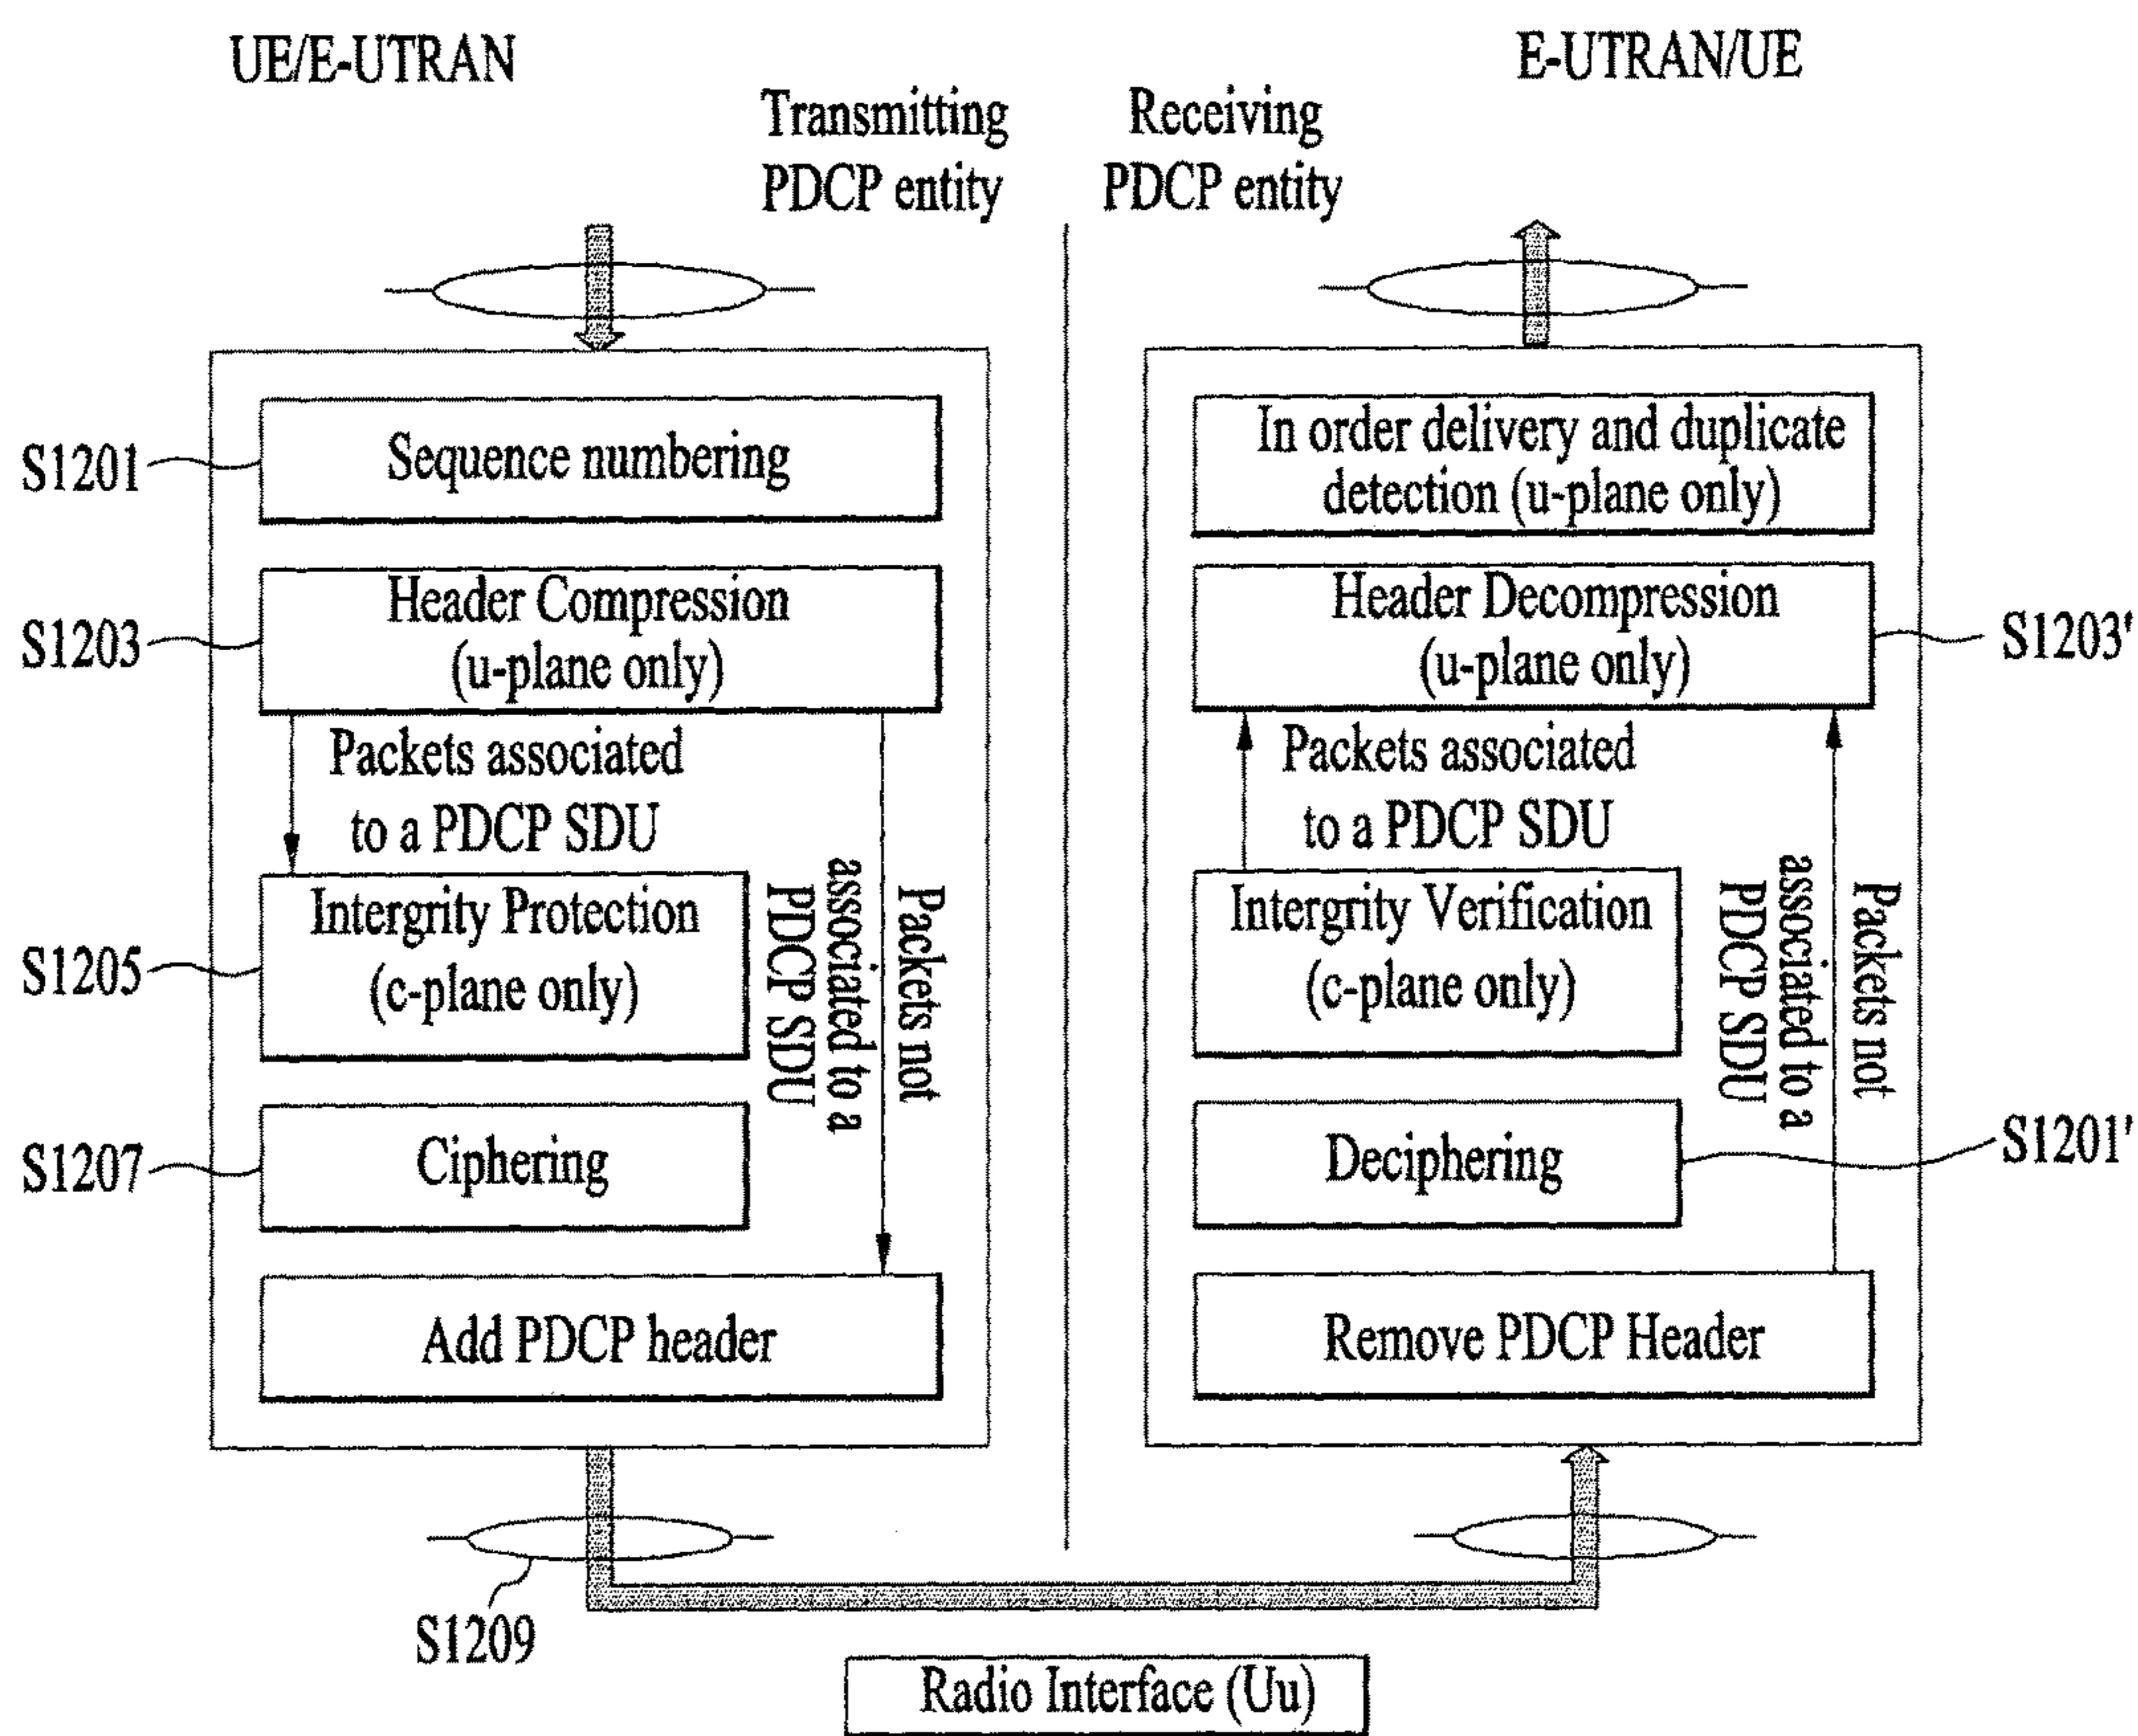 UE/E-UTRAN
E-UTRAN/UE
Transmitting
PDCP entity
Receiving
PDCP entity
S1201
Sequence numbering
S1203
Header Compression
(u-plane only)
Packets associated
to a PDCP SDU
Packets not
associated to a
PDCP SDU
S1205
Intergrity Protection
(c-plane only)
S1207
Ciphering
Add PDCP header
S1209
In order delivery and duplicate
detection (u-plane only)
Header Decompression
(u-plane only)
S1203'
Packets associated
to a PDCP SDU
Packets not
associated to a
PDCP SDU
Intergrity Verification
(c-plane only)
Deciphering
S1201'
Remove PDCP Header
Radio Interface (Uu)